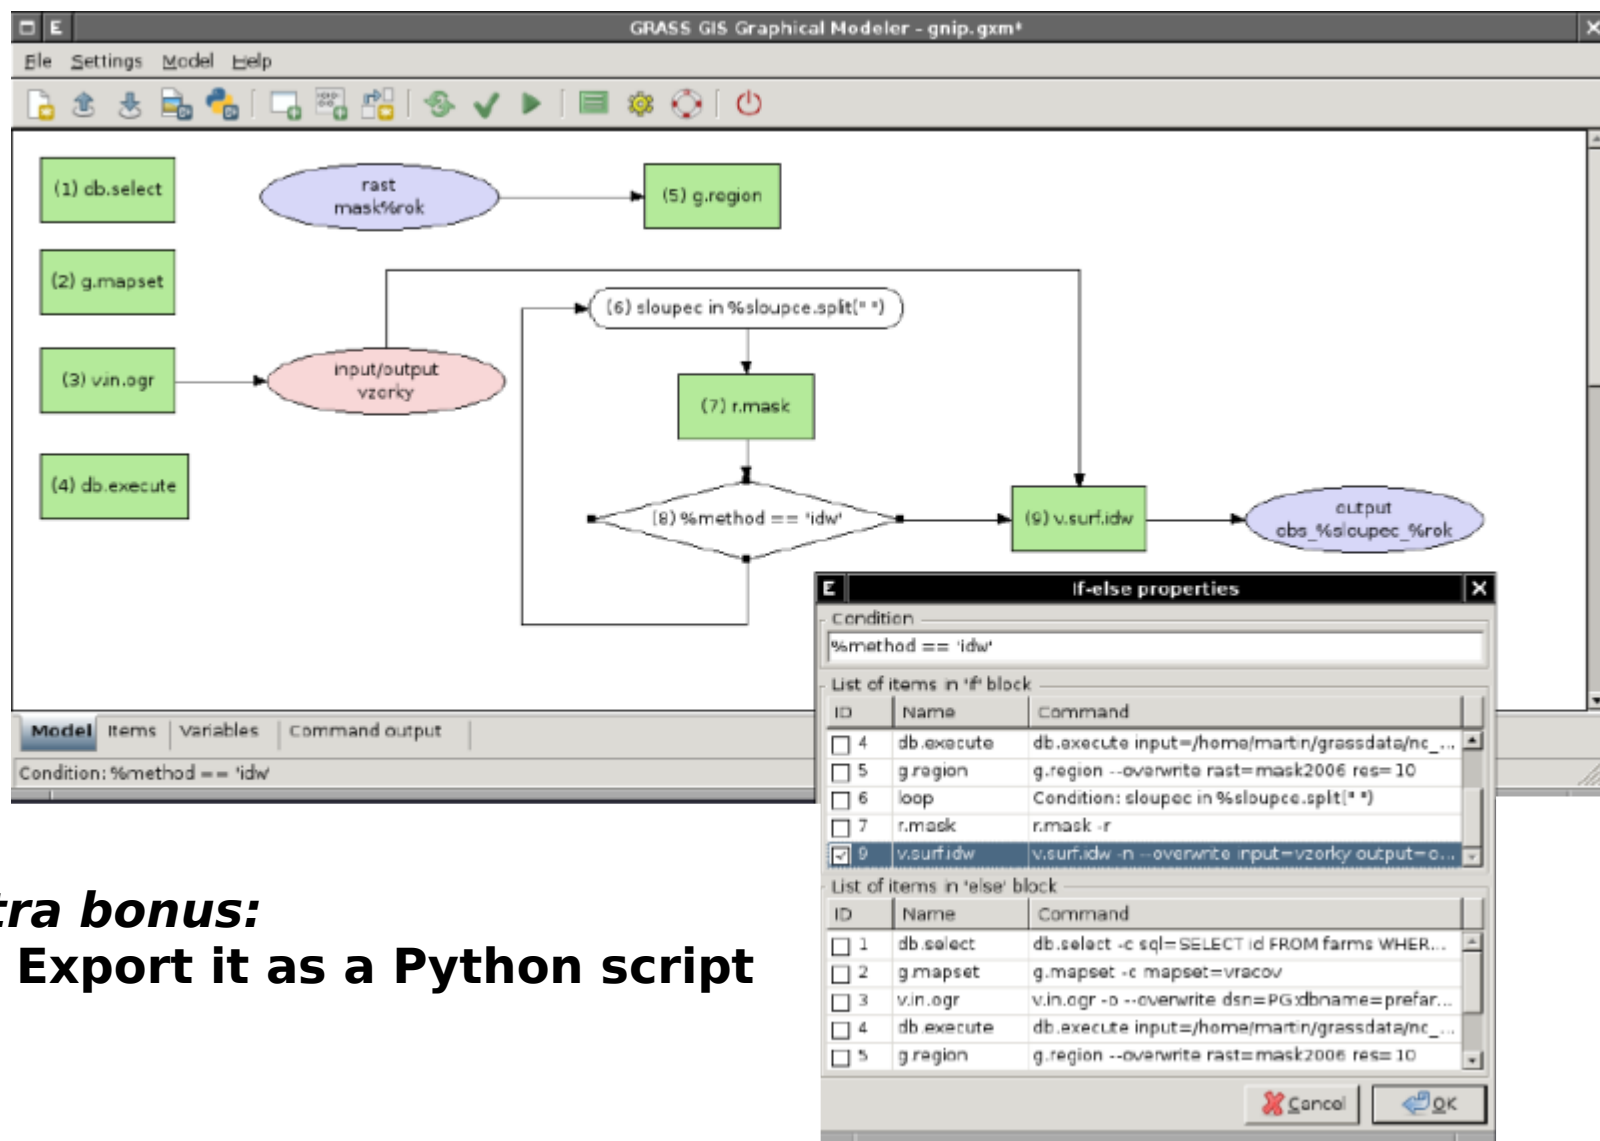 GRASS GIS Graphical Modeler - gnip.gxm*
File Settings Model Help
(1) db.select
rast
mask%rok
(5) g.region
(2) g.mapset
(6) sloupec in %sloupce.split(" ")
(3) v.in.ogr
input/output
vzorky
(7) r.mask
(4) db.execute
(8) %method == 'idw'
(9) v.surf.idw
output
obs_%sloupec_%rok
Model Items Variables Command output
Condition: %method == 'idw'
If-else properties
Condition
%method == 'idw'
List of items in 'if' block
ID Name Command
4 db.execute db.execute input=/home/martin/grassdata/nc_...
5 g.region g.region --overwrite rast=mask2006 res=10
6 loop Condition: sloupec in %sloupce.split(" ")
7 r.mask r.mask -r
9 v.surf.idw v.surf.idw -n --overwrite input=vzorky output=o...
List of items in 'else' block
ID Name Command
1 db.select db.select -c sql=SELECT id FROM farms WHER...
2 g.mapset g.mapset -c mapset=vracov
3 v.in.ogr v.in.ogr -o --overwrite dsn=PG:dbname=prefar...
4 db.execute db.execute input=/home/martin/grassdata/nc_...
5 g.region g.region --overwrite rast=mask2006 res=10
Cancel OK
tra bonus:
Export it as a Python script